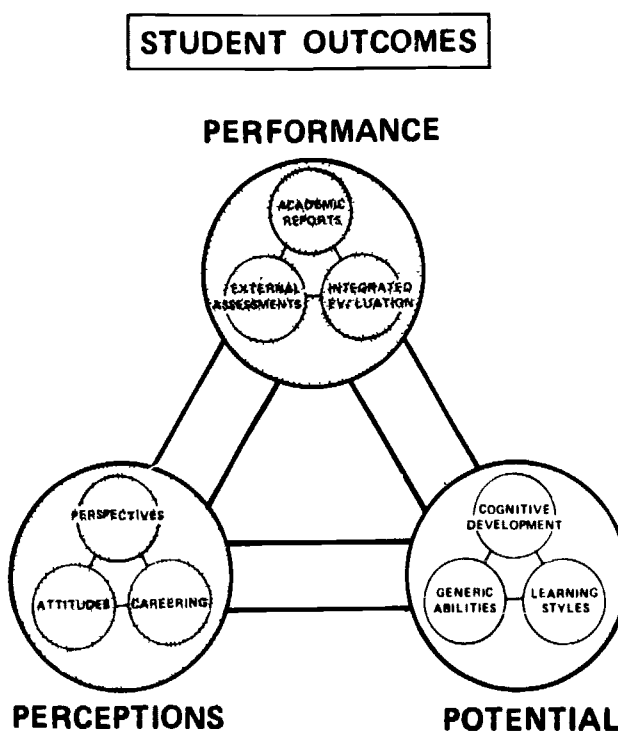 STUDENT OUTCOMES
PERFORMANCE
ACADEMIC
REPORTS
EXTERNAL
ASSESSMENTS
INTEGRATED
EVALUATION
PERSPECTIVES
ATTITUDES
CAREERING
COGNITIVE
DEVELOPMENT
GENERIC
ABILITIES
LEARNING
STYLES
PERCEPTIONS
POTENTIAL